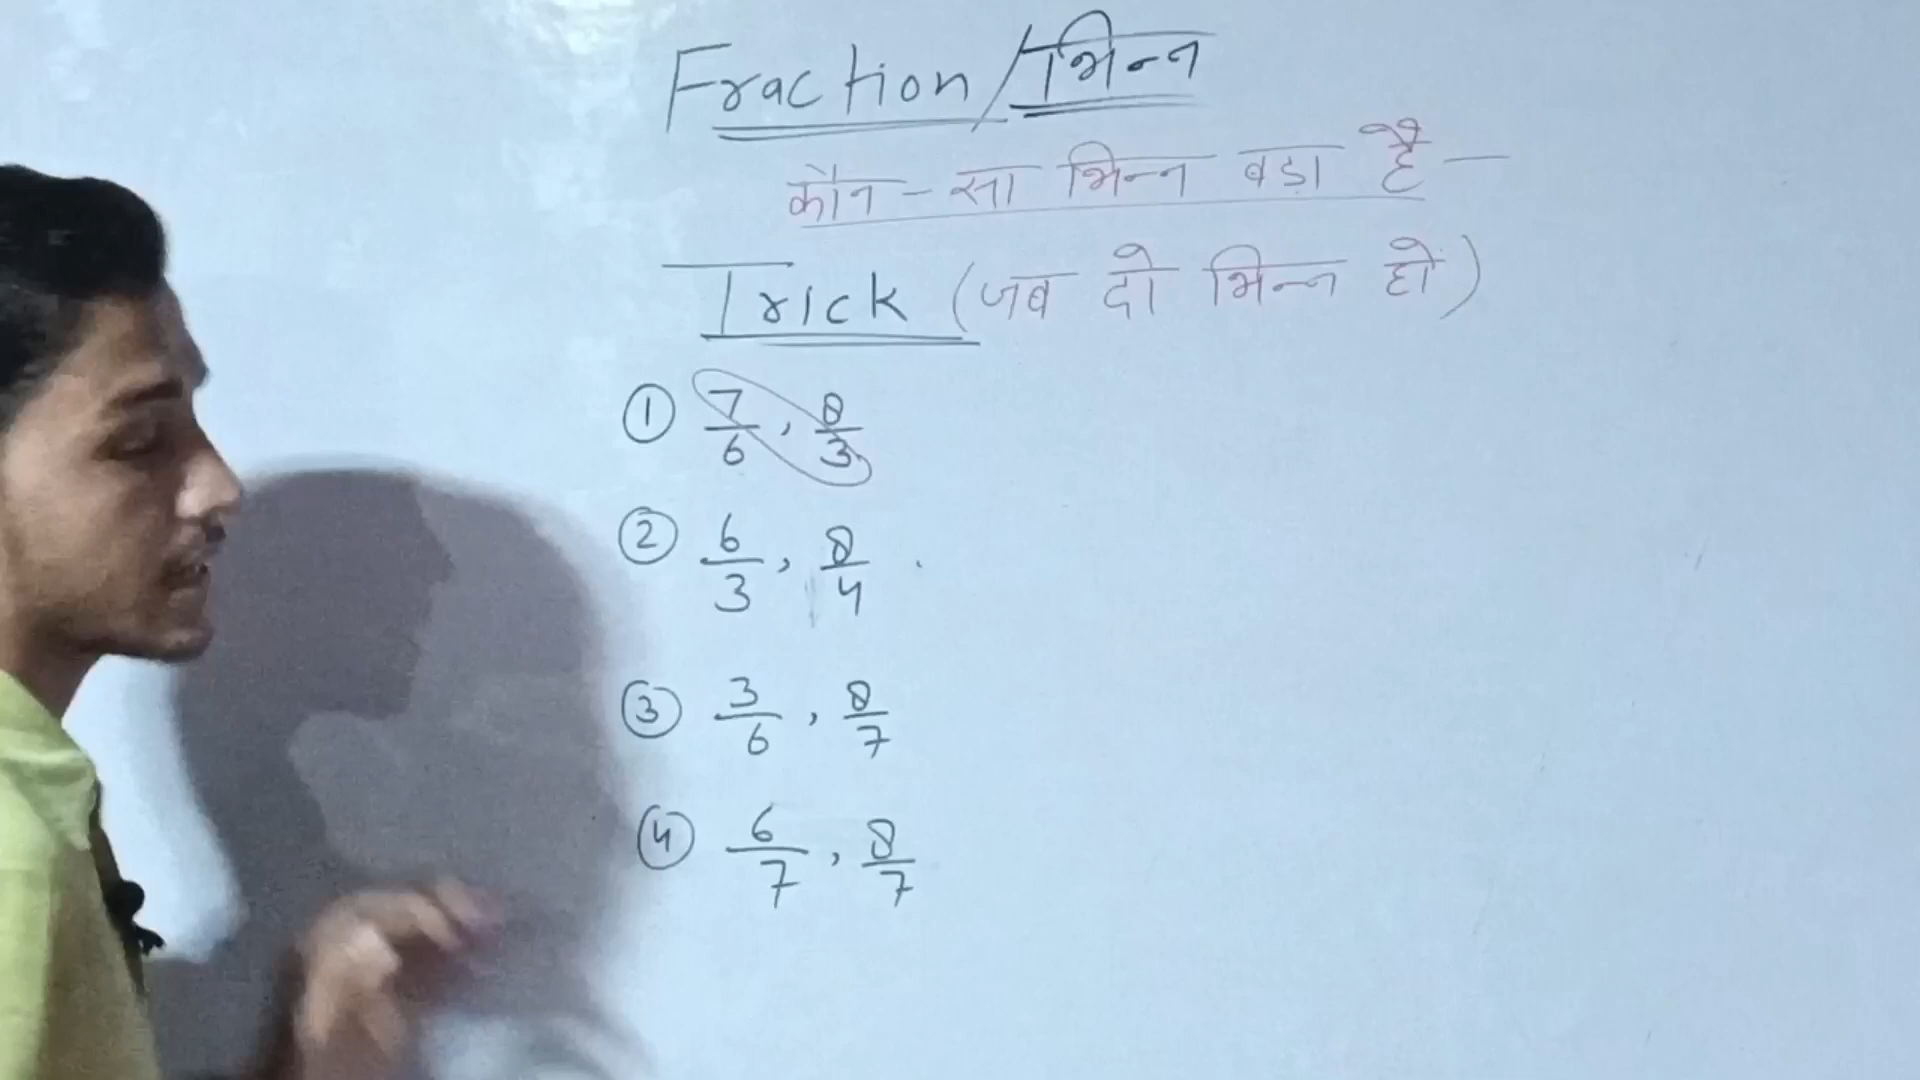 Fraction/भिन्न
कौन-सा भिन्न बड़ा है-
Trick (जब दो भिन्न हो)
① 7/6, 8/3
② 6/3, 8/4
③ 3/6, 8/7
④ 6/7, 8/7